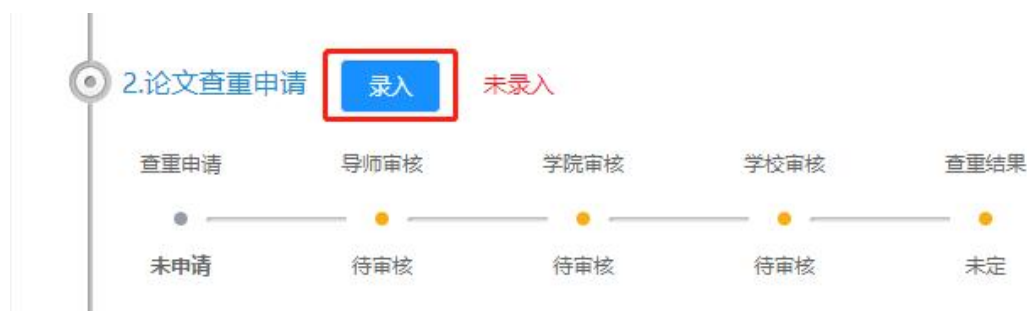 2.论文查重申请 录入 未录入
查重申请 导师审核 学院审核 学校审核 查重结果
未申请 待审核 待审核 待审核 未定